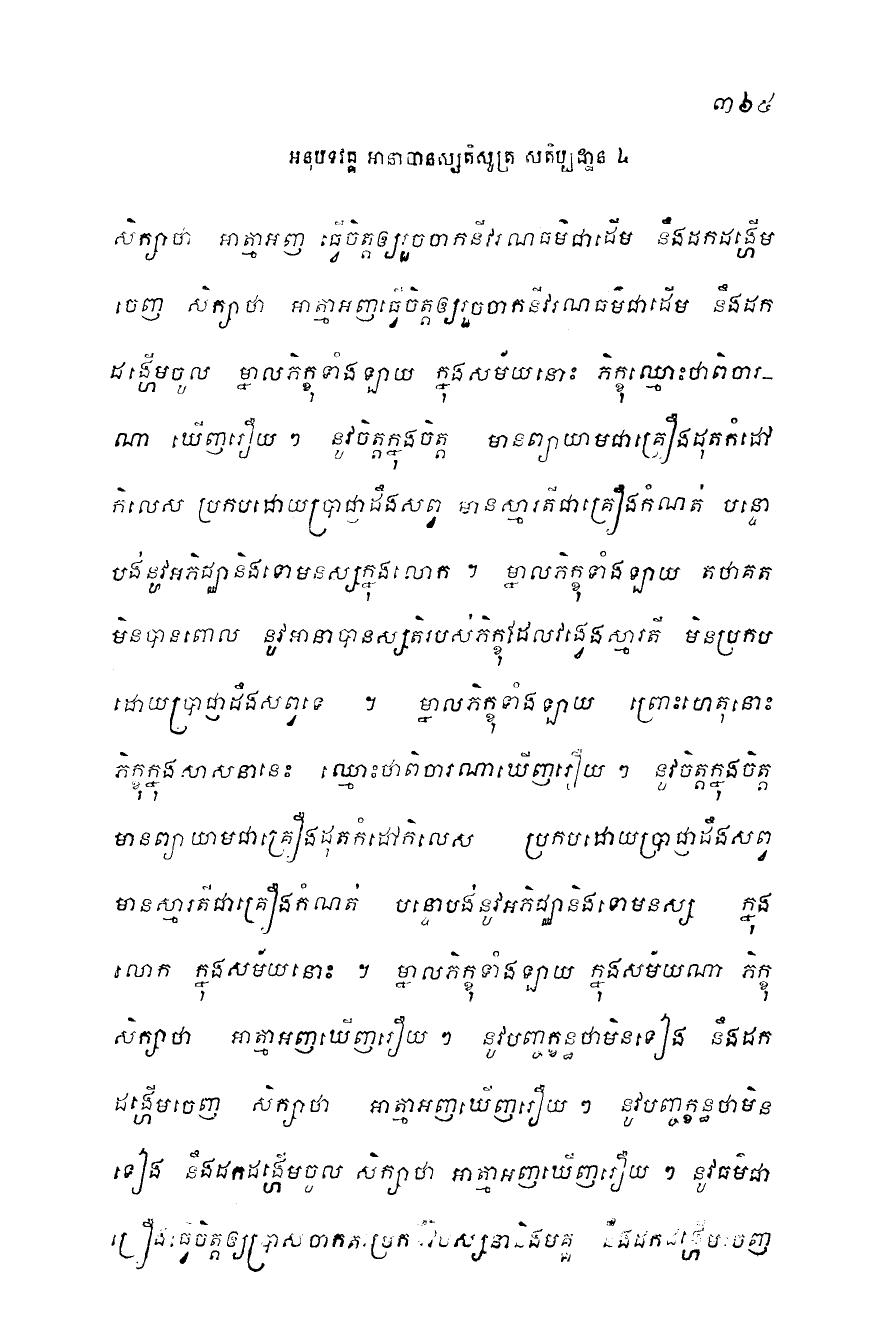 ៣៦៥
អនុបទវគ្គ អានាបានស្សតិសូត្រ សតិប្បដ្ឋាន ៤
សិក្សាថា អាត្មាអញ ធ្វើចិត្តឲ្យរួចចាកនីវរណធម៌ជាដើម នឹងដកដង្ហើម
ចេញ សិក្សាថា អាត្មាអញធ្វើចិត្តឲ្យរួចចាកនីវរណធម៌ជាដើម នឹងដក
ដង្ហើមចូល ម្នាលភិក្ខុទាំងឡាយ ក្នុងសម័យនោះ ភិក្ខុឈ្មោះថាពិចារ-
ណា ឃើញរឿយ ៗ នូវចិត្តក្នុងចិត្ត មានព្យាយាមជាគ្រឿងដុតកំដៅ
កិលេស ប្រកបដោយប្រាជ្ញាដឹងសព្វ មានស្មារតីជាគ្រឿងកំណត់ បន្ទោ
បង់នូវអភិជ្ឈានិងទោមនស្សក្នុងលោក ។ ម្នាលភិក្ខុទាំងឡាយ តថាគត
មិនបានពោល នូវអានាបានស្សតិរបស់ភិក្ខុដែលវង្វេងស្មារតី មិនប្រកប
ដោយប្រាជ្ញាដឹងសព្វទេ ។ ម្នាលភិក្ខុទាំងឡាយ ព្រោះហេតុនោះ
ភិក្ខុក្នុងសាសនានេះ ឈ្មោះថាពិចារណាឃើញរឿយ ៗ នូវចិត្តក្នុងចិត្ត
មានព្យាយាមជាគ្រឿងដុតកំដៅកិលេស ប្រកបដោយប្រាជ្ញាដឹងសព្វ
មានស្មារតីជាគ្រឿងកំណត់ បន្ទោបង់នូវអភិជ្ឈានិងទោមនស្ស ក្នុង
លោក ក្នុងសម័យនោះ ។ ម្នាលភិក្ខុទាំងឡាយ ក្នុងសម័យណា ភិក្ខុ
សិក្សាថា អាត្មាអញឃើញរឿយ ៗ នូវបញ្ចក្ខន្ធថាមិនទៀង នឹងដក
ដង្ហើមចេញ សិក្សាថា អាត្មាអញឃើញរឿយ ៗ នូវបញ្ចក្ខន្ធថាមិន
ទៀង នឹងដកដង្ហើមចូល សិក្សាថា អាត្មាអញឃើញរឿយ ៗ នូវធម៌ជា
គ្រឿងធ្វើចិត្តឲ្យប្រាសចាកតម្រេក វិបស្សនានិងមគ្គ នឹងដកដង្ហើមចេញ